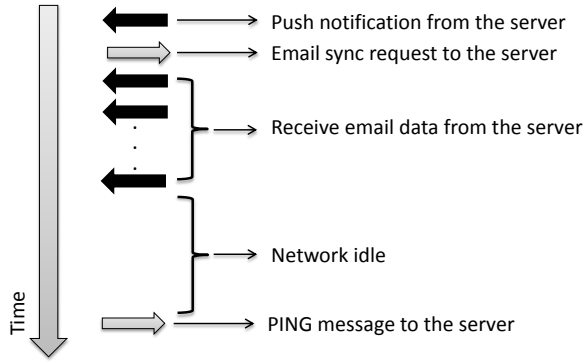 Push notification from the server
Email sync request to the server
Receive email data from the server
Network idle
PING message to the server
Time